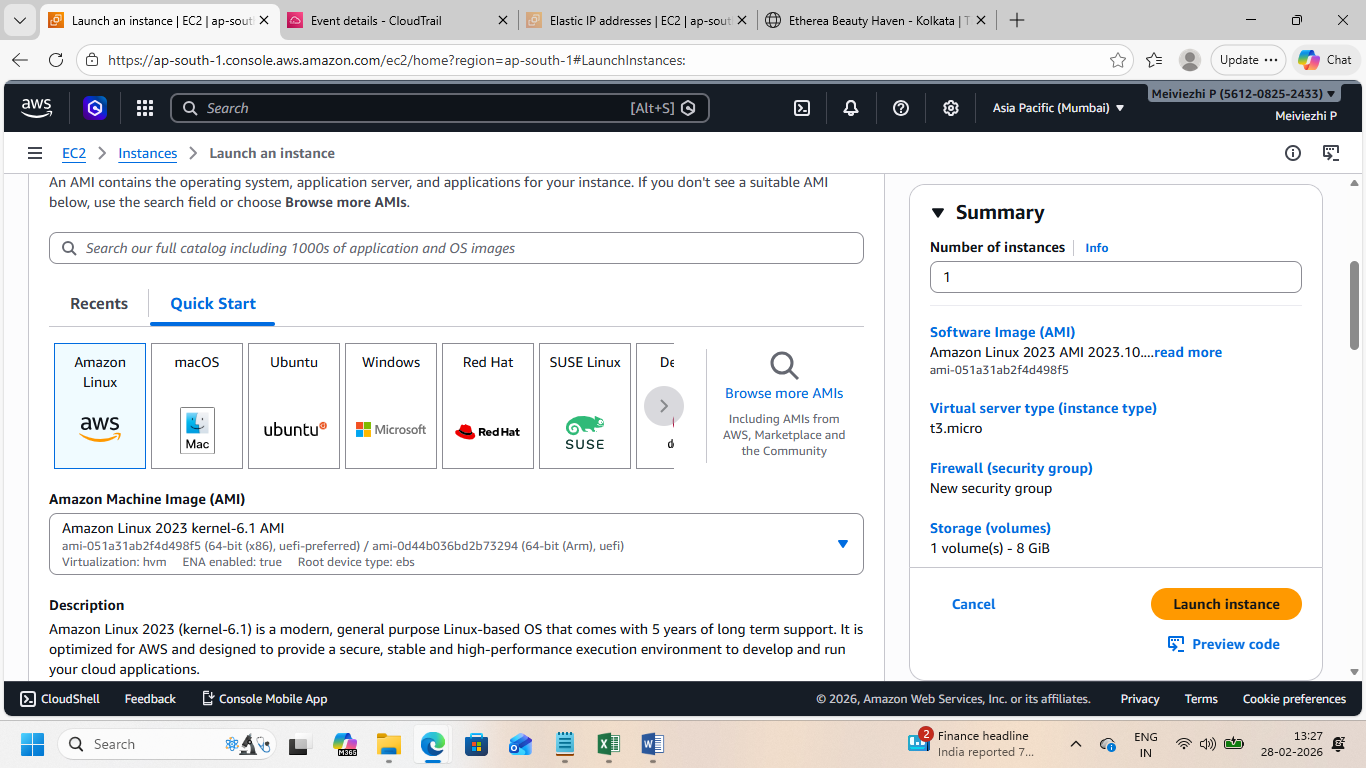 Launch an instance | EC2 | ap-sout
Event details - CloudTrail
Elastic IP addresses | EC2 | ap-sout
Etherea Beauty Haven - Kolkata | T
https://ap-south-1.console.aws.amazon.com/ec2/home?region=ap-south-1#LaunchInstances:
Update
Chat
aws
Search
[Alt+S]
Asia Pacific (Mumbai)
Meiviezhi P (5612-0825-2433)
Meiviezhi P
EC2
Instances
Launch an instance
An AMI contains the operating system, application server, and applications for your instance. If you don't see a suitable AMI
below, use the search field or choose Browse more AMIs.
Search our full catalog including 1000s of application and OS images
Recents
Quick Start
Amazon
Linux
aws
macOS
Mac
Ubuntu
ubuntu
Windows
Microsoft
Red Hat
Red Hat
SUSE Linux
SUSE
De
Browse more AMIs
Including AMIs from
AWS, Marketplace and
the Community
Amazon Machine Image (AMI)
Amazon Linux 2023 kernel-6.1 AMI
ami-051a31ab2f4d498f5 (64-bit (x86), uefi-preferred) / ami-0d44b036bd2b73294 (64-bit (Arm), uefi)
Virtualization: hvm ENA enabled: true Root device type: ebs
Description
Amazon Linux 2023 (kernel-6.1) is a modern, general purpose Linux-based OS that comes with 5 years of long term support. It is
optimized for AWS and designed to provide a secure, stable and high-performance execution environment to develop and run
your cloud applications.
Summary
Number of instances
Info
1
Software Image (AMI)
Amazon Linux 2023 AMI 2023.10....read more
ami-051a31ab2f4d498f5
Virtual server type (instance type)
t3.micro
Firewall (security group)
New security group
Storage (volumes)
1 volume(s) - 8 GiB
Cancel
Launch instance
Preview code
CloudShell
Feedback
Console Mobile App
© 2026, Amazon Web Services, Inc. or its affiliates.
Privacy
Terms
Cookie preferences
Search
M365
2
Finance headline
India reported 7...
ENG
IN
13:27
28-02-2026